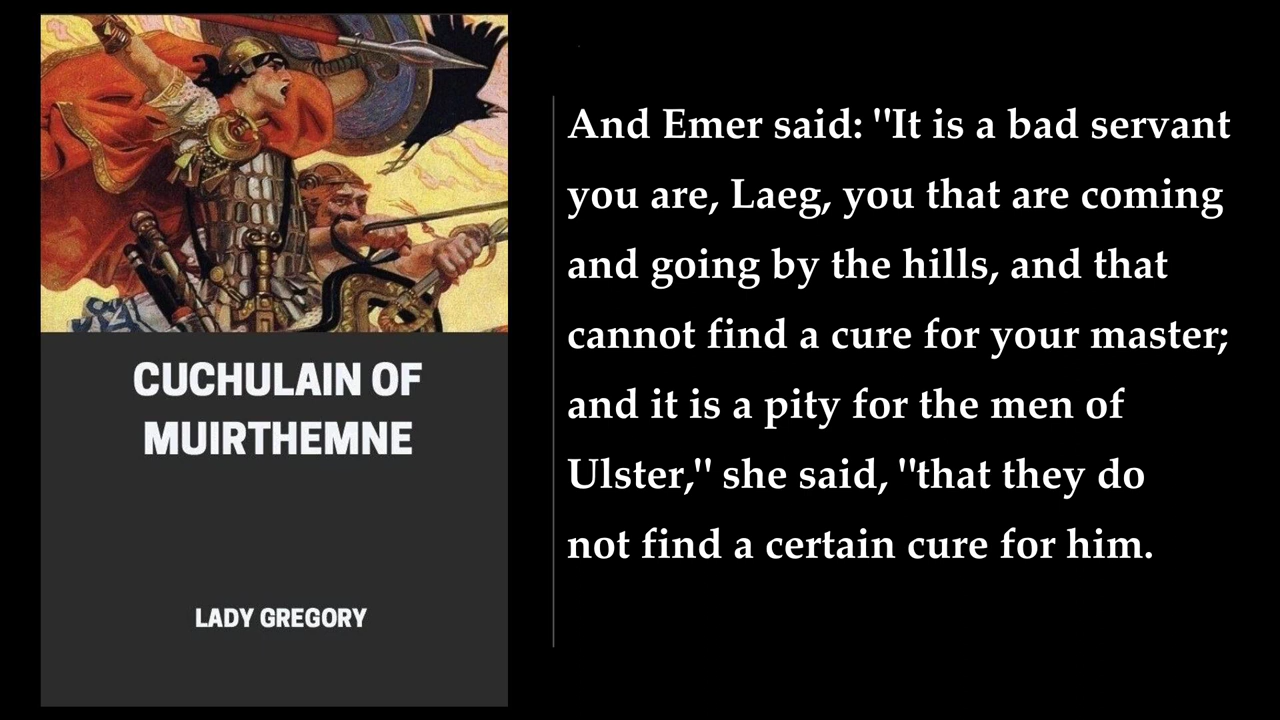 CUCHULAIN OF
MUIRTHEMNE
LADY GREGORY
And Emer said: "It is a bad servant
you are, Laeg, you that are coming
and going by the hills, and that
cannot find a cure for your master;
and it is a pity for the men of
Ulster," she said, "that they do
not find a certain cure for him.